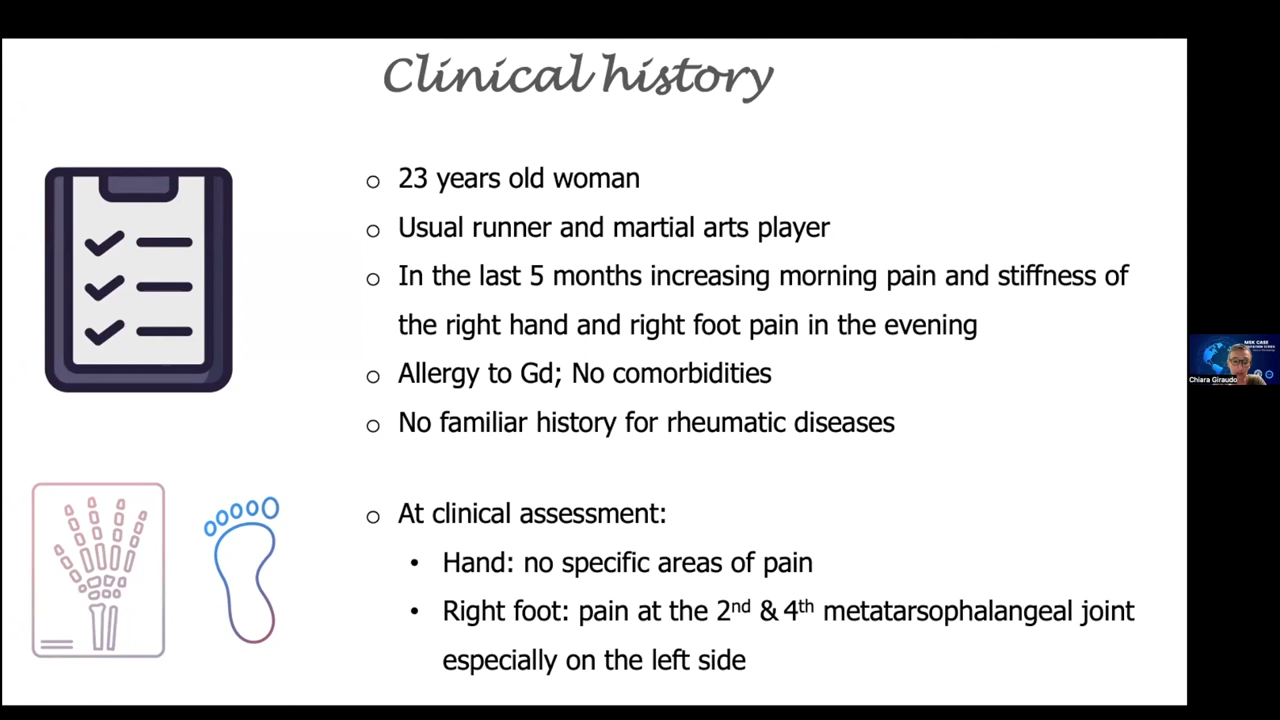 Clinical history
23 years old woman
Usual runner and martial arts player
In the last 5 months increasing morning pain and stiffness of
the right hand and right foot pain in the evening
Allergy to Gd; No comorbidities
No familiar history for rheumatic diseases
At clinical assessment:
Hand: no specific areas of pain
Right foot: pain at the 2nd & 4th metatarsophalangeal joint
especially on the left side
MSK CASE
Chiara Giraudo